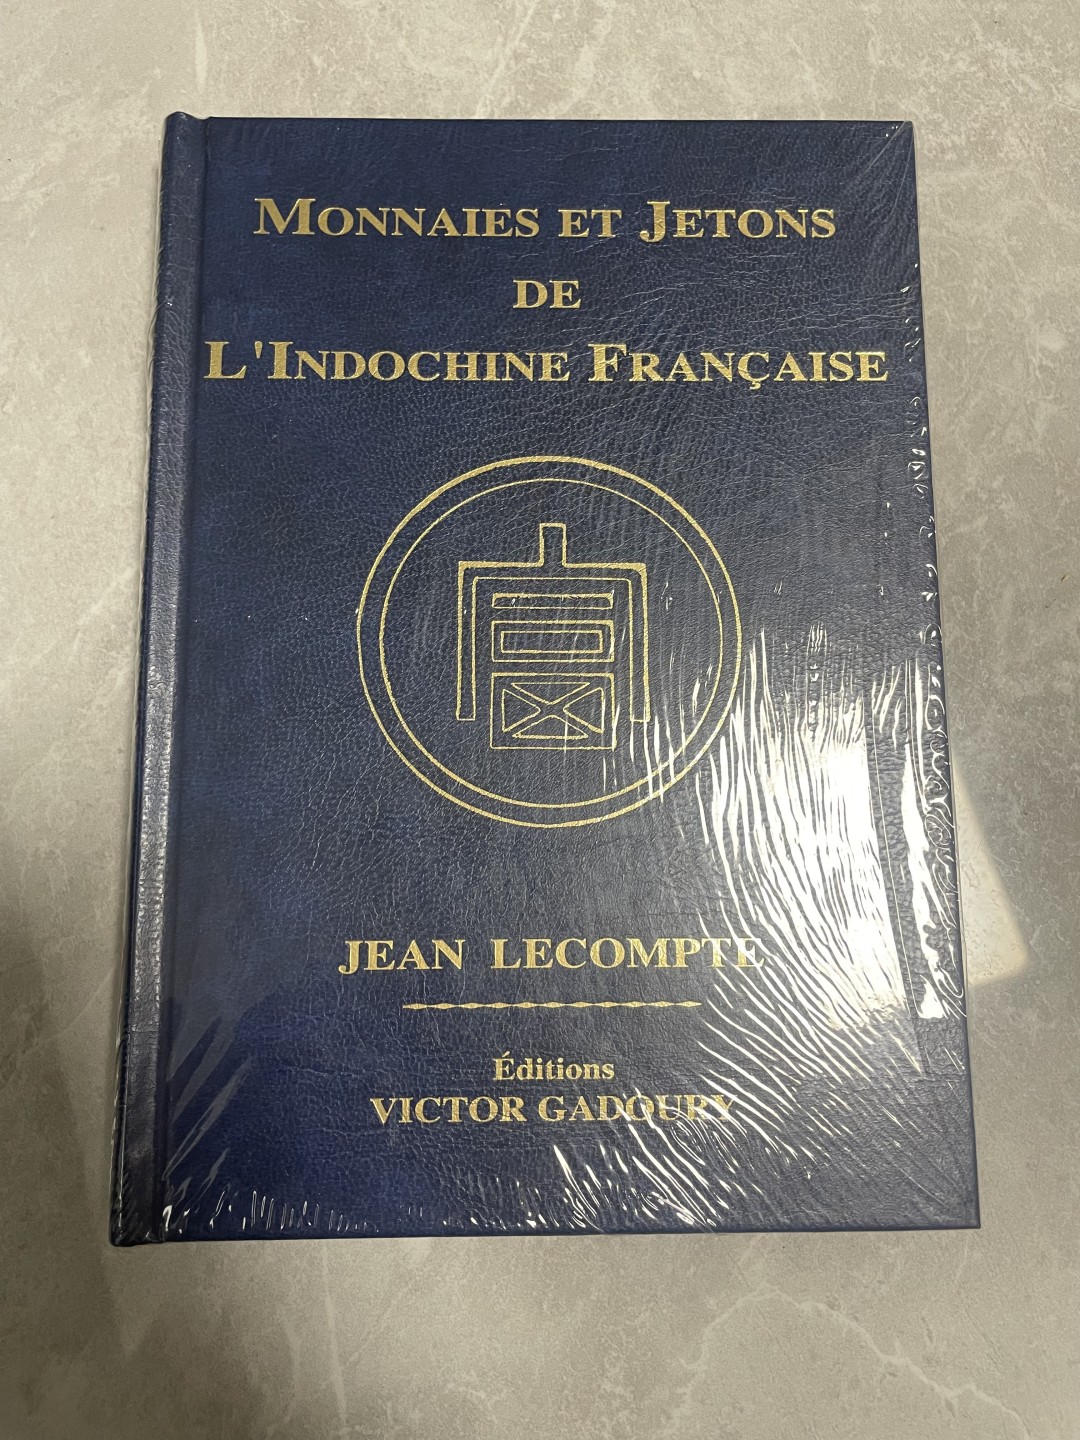 MONNAIES ET JETONS
DE
L'INDOCHINE FRANÇAISE
富
JEAN LECOMPTE
Éditions
VICTOR GADOURY